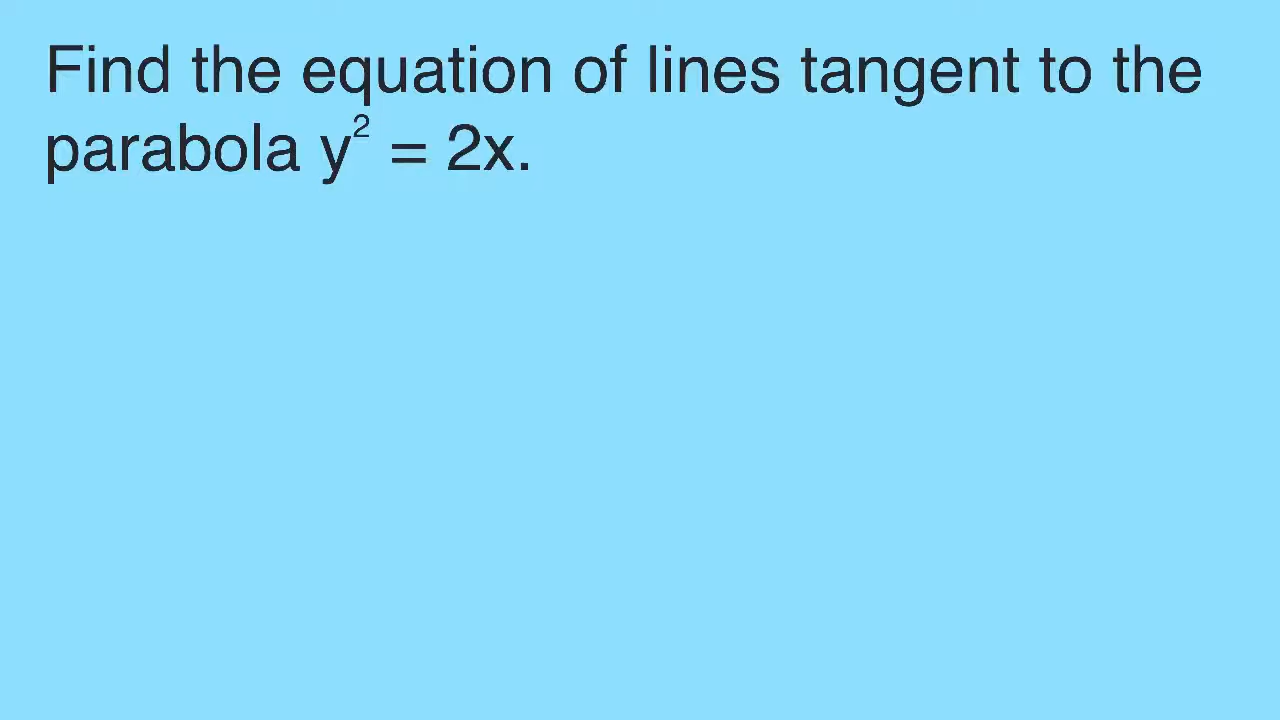 Find the equation of lines tangent to the
parabola y² = 2x.